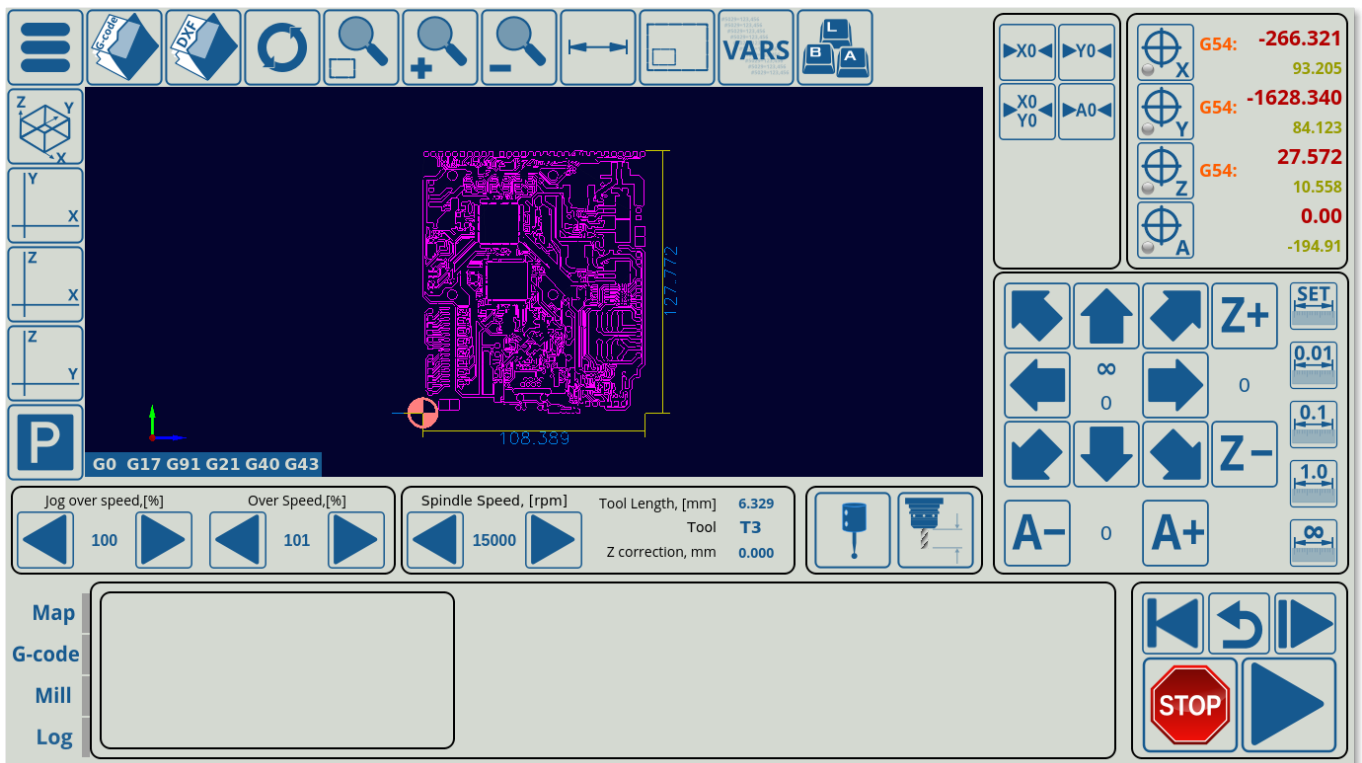 G-code
DXF
VARS
L
B A
▶X0◀ ▶Y0◀
▶X0 Y0◀ ▶A0◀
X G54: -266.321
93.205
Y G54: -1628.340
84.123
Z G54: 27.572
10.558
A 0.00
-194.91
Z Y
X
Y
X
Z
X
Z
Y
P
127.772
108.389
G0 G17 G91 G21 G40 G43
Z+
∞
0
0
Z−
A− 0 A+
SET
0.01
0.1
1.0
∞
Jog over speed,[%]
100
Over Speed,[%]
101
Spindle Speed, [rpm]
15000
Tool Length, [mm] 6.329
Tool T3
Z correction, mm 0.000
Map
G-code
Mill
Log
STOP